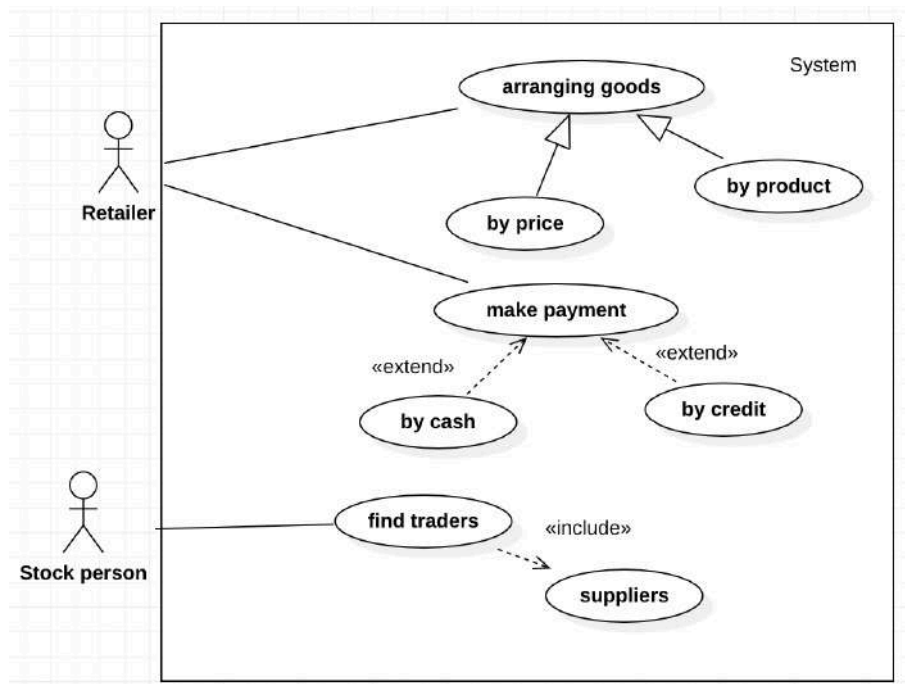 System
arranging goods
by product
Retailer
by price
make payment
«extend»
«extend»
by credit
by cash
find traders
«include»
Stock person
suppliers